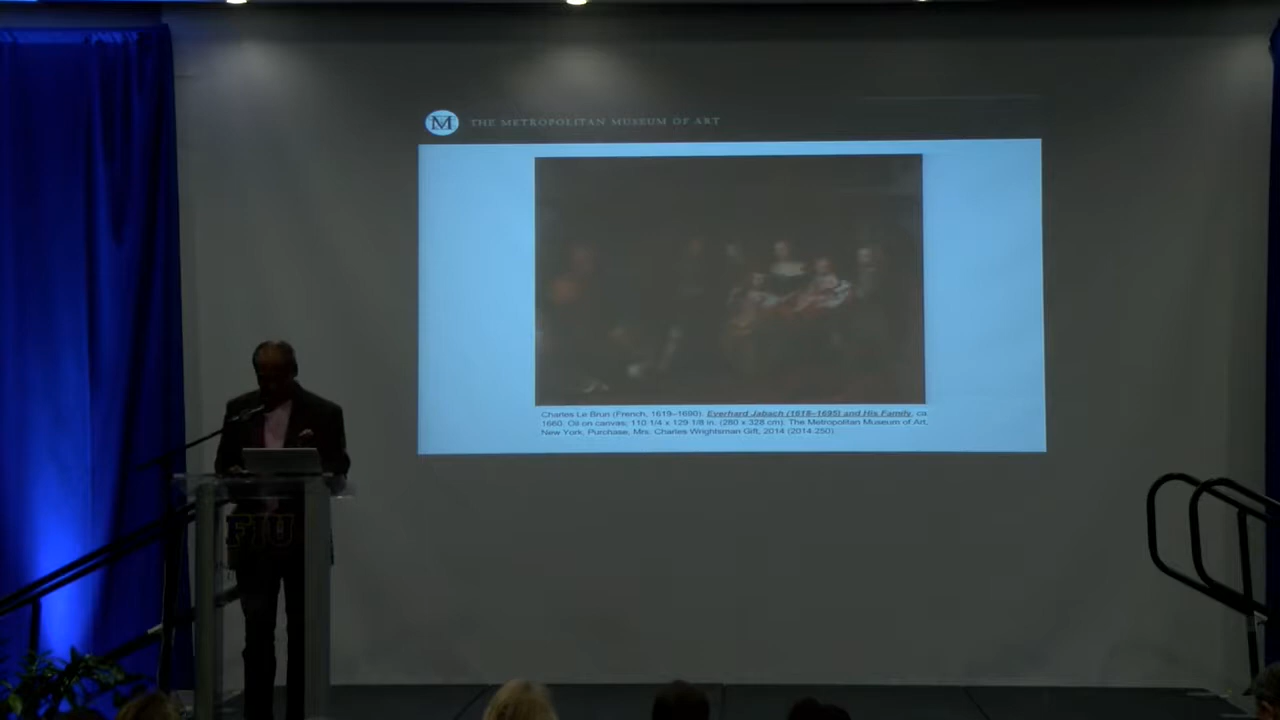 M THE METROPOLITAN MUSEUM OF ART
Charles Le Brun (French, 1619–1690). Everhard Jabach (1618–1695) and His Family, ca
1660. Oil on canvas; 110 1/4 x 129 1/8 in. (280 x 328 cm). The Metropolitan Museum of Art,
New York, Purchase, Mrs. Charles Wrightsman Gift, 2014 (2014.250)
FIU